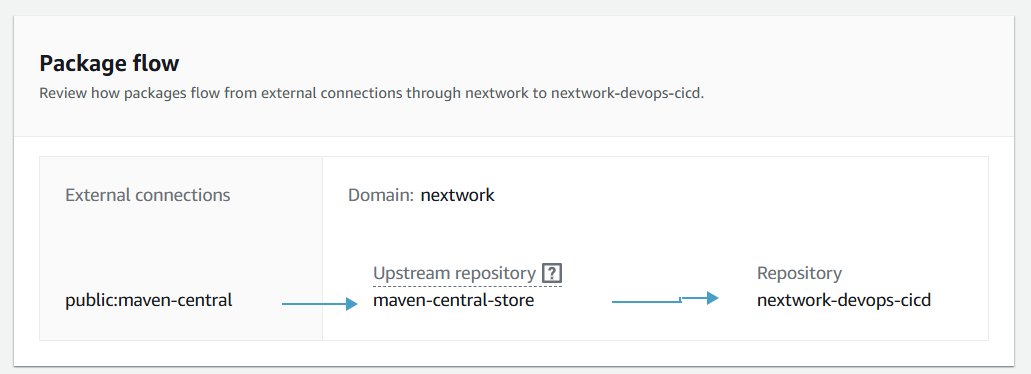 Package flow
Review how packages flow from external connections through nextwork to nextwork-devops-cicd.
External connections
Domain: nextwork
Upstream repository ?
Repository
public:maven-central
maven-central-store
nextwork-devops-cicd